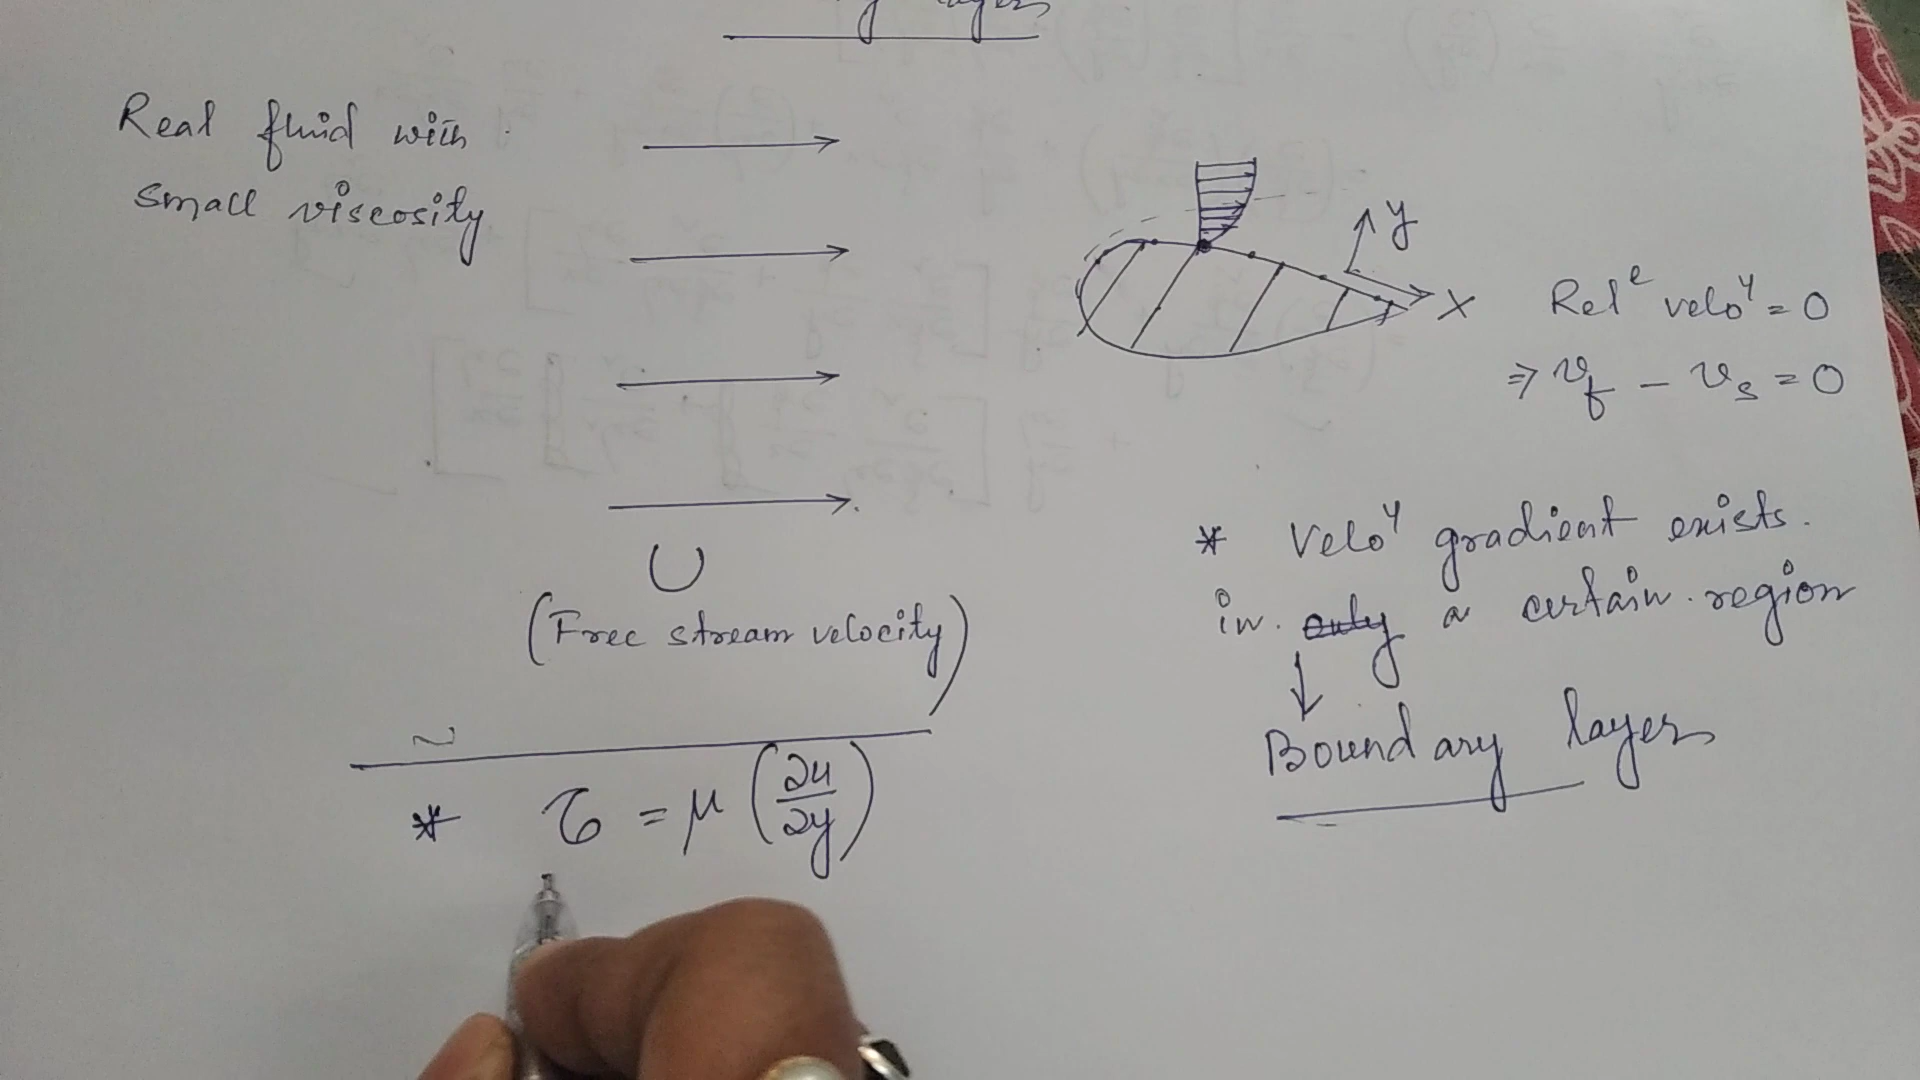 layer
Real fluid with
small viscosity
y
x
Rel^e velo^y = 0
⇒ v_f - v_s = 0
U
(Free stream velocity)
* Velo^y gradient exists.
in. only a certain region
↓
Boundary layer
* τ = μ (∂u/∂y)